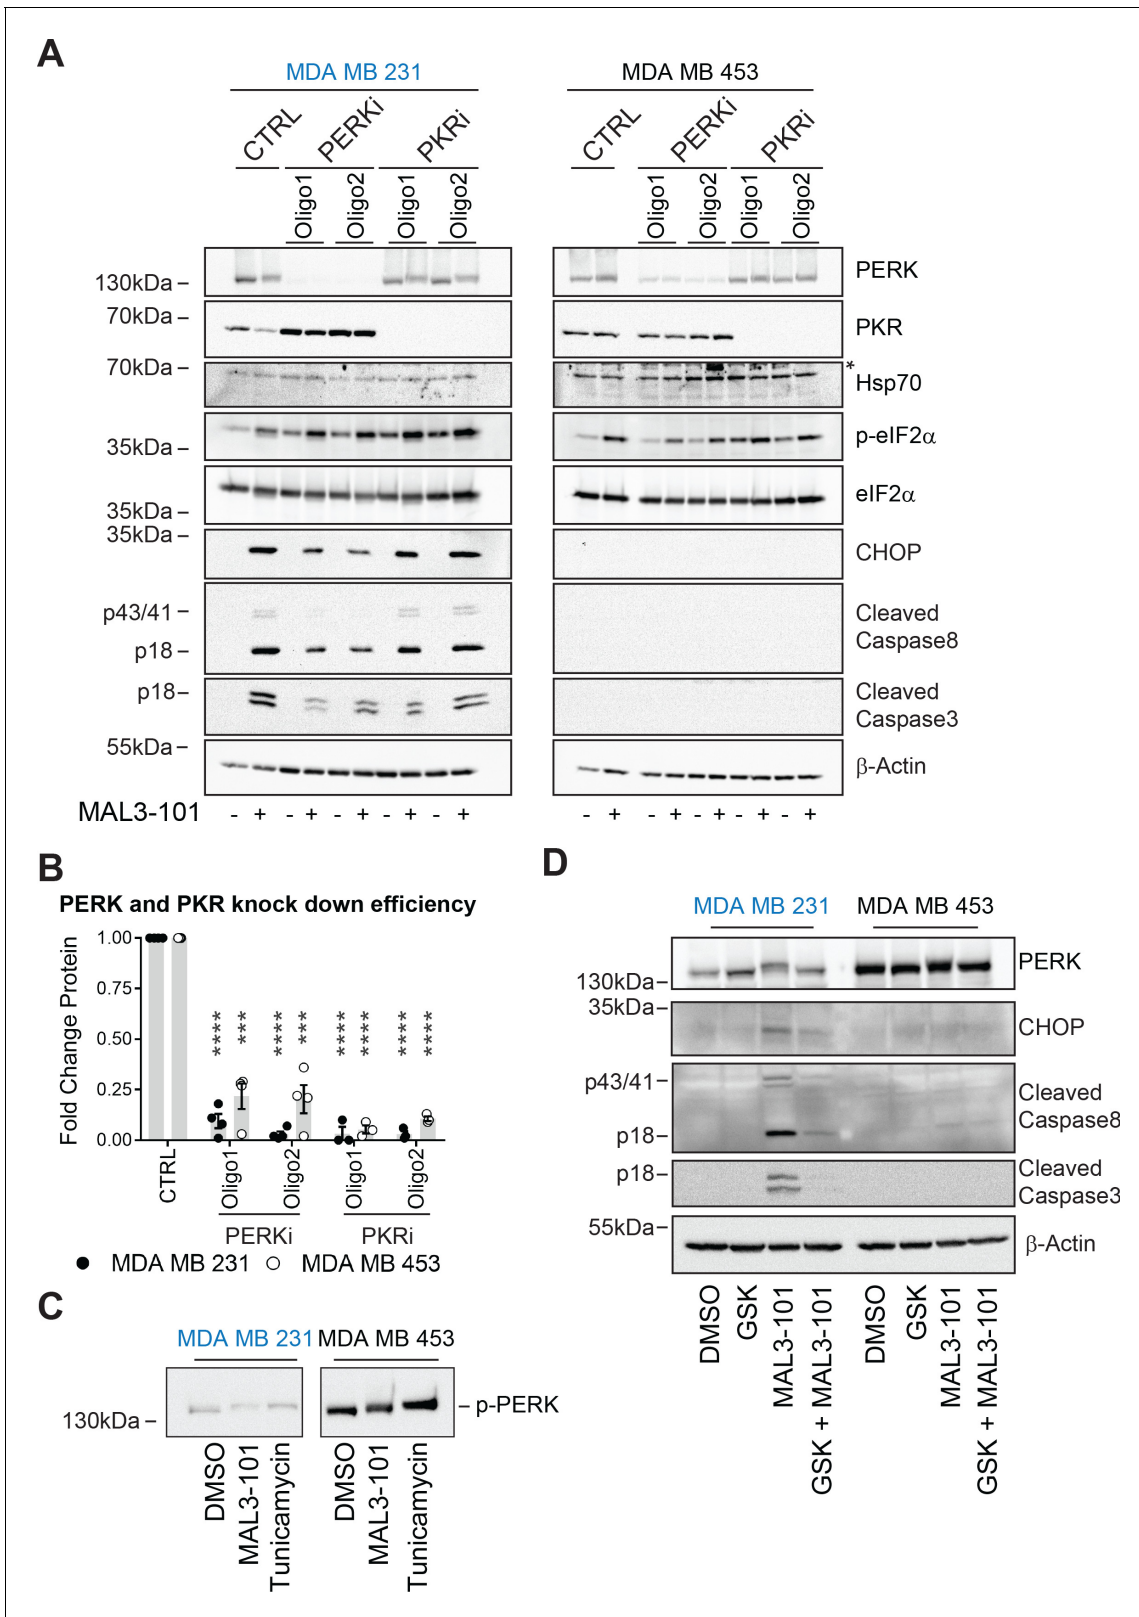 A
MDA MB 231
MDA MB 453
CTRL
PERKi
PKRi
CTRL
PERKi
PKRi
Oligo1
Oligo2
Oligo1
Oligo2
Oligo1
Oligo2
Oligo1
Oligo2
130kDa
PERK
70kDa
PKR
70kDa
*
Hsp70
35kDa
p-eIF2α
35kDa
eIF2α
35kDa
CHOP
p43/41
p18
Cleaved
Caspase8
p18
Cleaved
Caspase3
55kDa
β-Actin
MAL3-101 - + - + - + - + - + - + - + - + - + - +
B
PERK and PKR knock down efficiency
Fold Change Protein
1.00
0.75
0.50
0.25
0.00
**** *** **** *** **** **** **** ****
CTRL
Oligo1
Oligo2
Oligo1
Oligo2
PERKi
PKRi
MDA MB 231
MDA MB 453
C
MDA MB 231 MDA MB 453
130kDa
p-PERK
DMSO
MAL3-101
Tunicamycin
DMSO
MAL3-101
Tunicamycin
D
MDA MB 231
MDA MB 453
130kDa
PERK
35kDa
CHOP
p43/41
p18
Cleaved
Caspase8
p18
Cleaved
Caspase3
55kDa
β-Actin
DMSO
GSK
MAL3-101
GSK + MAL3-101
DMSO
GSK
MAL3-101
GSK + MAL3-101